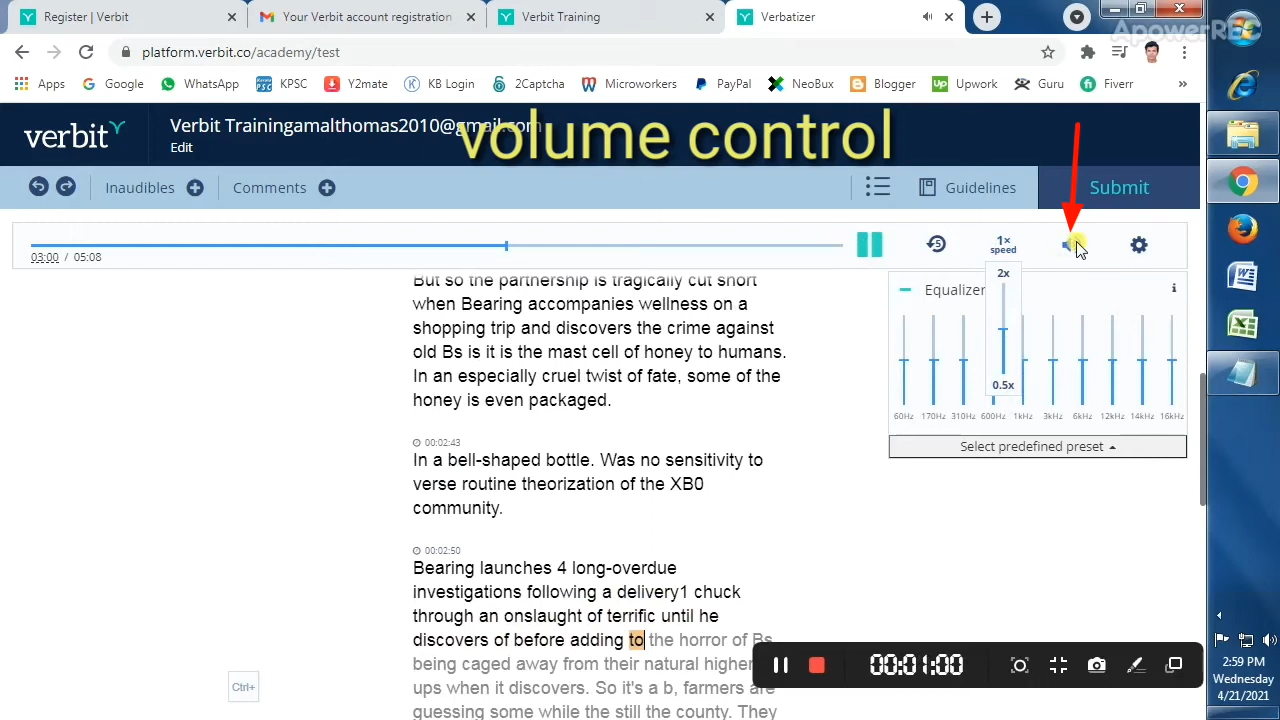 Register | Verbit
Your Verbit account registration
Verbit Training
Verbatizer
ApowerREC
platform.verbit.co/academy/test
Apps
Google
WhatsApp
KPSC
Y2mate
KB Login
2Captcha
Microworkers
PayPal
NeoBux
Blogger
Upwork
Guru
Fiverr
»
verbit
Verbit Trainingamalthomas2010@gmail.com
Edit
volume control
Inaudibles
Comments
Guidelines
Submit
03:00 / 05:08
5
1x
speed
2x
0.5x
Equalizer
i
60Hz 170Hz 310Hz 600Hz 1kHz 3kHz 6kHz 12kHz 14kHz 16kHz
Select predefined preset
But so the partnership is tragically cut short
when Bearing accompanies wellness on a
shopping trip and discovers the crime against
old Bs is it is the mast cell of honey to humans.
In an especially cruel twist of fate, some of the
honey is even packaged.
00:02:43
In a bell-shaped bottle. Was no sensitivity to
verse routine theorization of the XB0
community.
00:02:50
Bearing launches 4 long-overdue
investigations following a delivery1 chuck
through an onslaught of terrific until he
discovers of before adding to the horror of Bs
being caged away from their natural higher
ups when it discovers. So it's a b, farmers are
guessing some while the still the county. They
Ctrl+
00:01:00
2:59 PM
Wednesday
4/21/2021